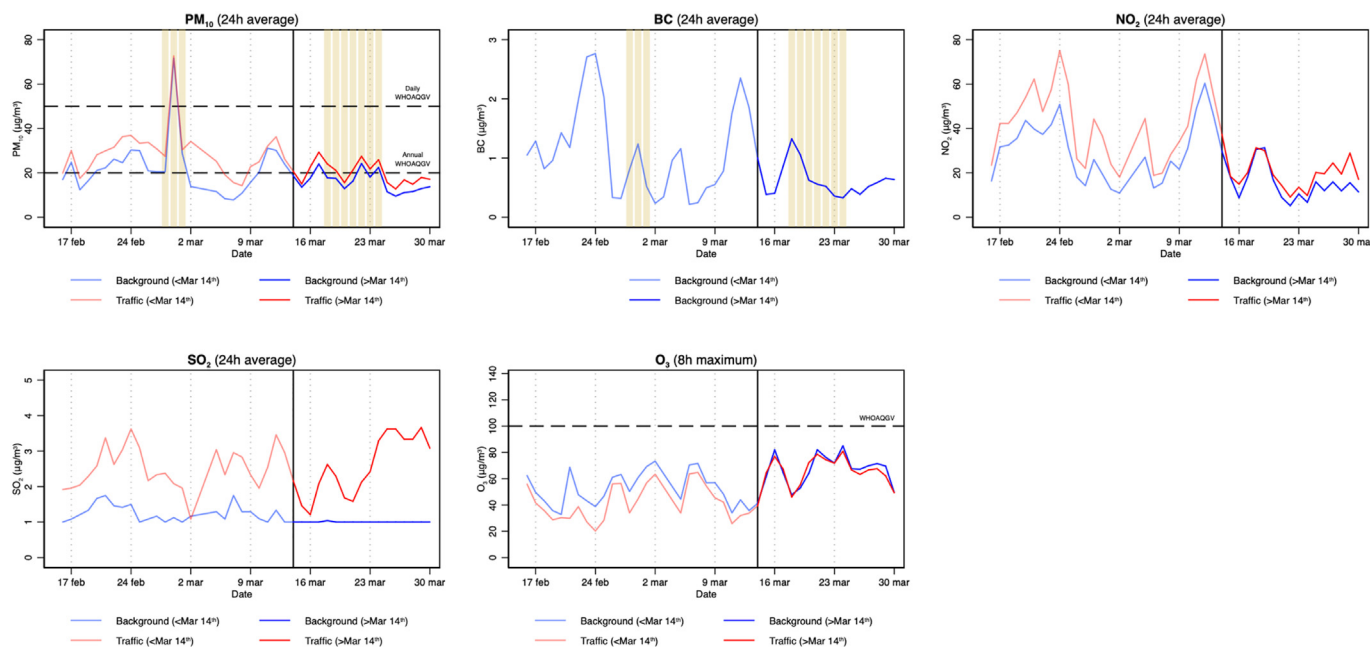 PM₁₀ (24h average)
80
60
40
20
0
PM₁₀ (µg/m³)
Daily
WHOAQGV
Annual
WHOAQGV
17 feb
24 feb
2 mar
9 mar
16 mar
23 mar
30 mar
Date
Background (<Mar 14ᵗʰ)
Background (>Mar 14ᵗʰ)
Traffic (<Mar 14ᵗʰ)
Traffic (>Mar 14ᵗʰ)
BC (24h average)
3
2
1
0
BC (µg/m³)
17 feb
24 feb
2 mar
9 mar
16 mar
23 mar
30 mar
Date
Background (<Mar 14ᵗʰ)
Background (>Mar 14ᵗʰ)
NO₂ (24h average)
80
60
40
20
0
NO₂ (µg/m³)
17 feb
24 feb
2 mar
9 mar
16 mar
23 mar
30 mar
Date
Background (<Mar 14ᵗʰ)
Background (>Mar 14ᵗʰ)
Traffic (<Mar 14ᵗʰ)
Traffic (>Mar 14ᵗʰ)
SO₂ (24h average)
5
4
3
2
1
0
SO₂ (µg/m³)
17 feb
24 feb
2 mar
9 mar
16 mar
23 mar
30 mar
Date
Background (<Mar 14ᵗʰ)
Background (>Mar 14ᵗʰ)
Traffic (<Mar 14ᵗʰ)
Traffic (>Mar 14ᵗʰ)
O₃ (8h maximum)
140
100
80
60
40
20
0
O₃ (µg/m³)
WHOAQGV
17 feb
24 feb
2 mar
9 mar
16 mar
23 mar
30 mar
Date
Background (<Mar 14ᵗʰ)
Background (>Mar 14ᵗʰ)
Traffic (<Mar 14ᵗʰ)
Traffic (>Mar 14ᵗʰ)